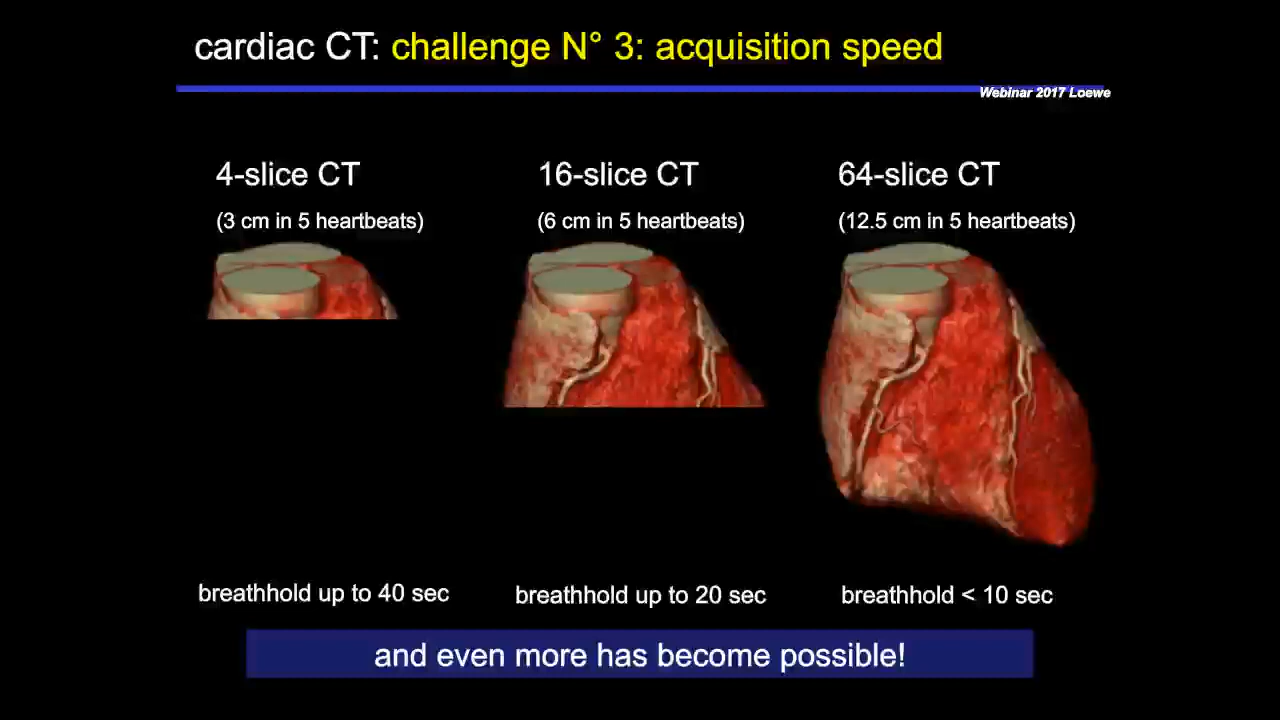 cardiac CT: challenge N° 3: acquisition speed
Webinar 2017 Loewe
4-slice CT
(3 cm in 5 heartbeats)
breathhold up to 40 sec
16-slice CT
(6 cm in 5 heartbeats)
breathhold up to 20 sec
64-slice CT
(12.5 cm in 5 heartbeats)
breathhold < 10 sec
and even more has become possible!